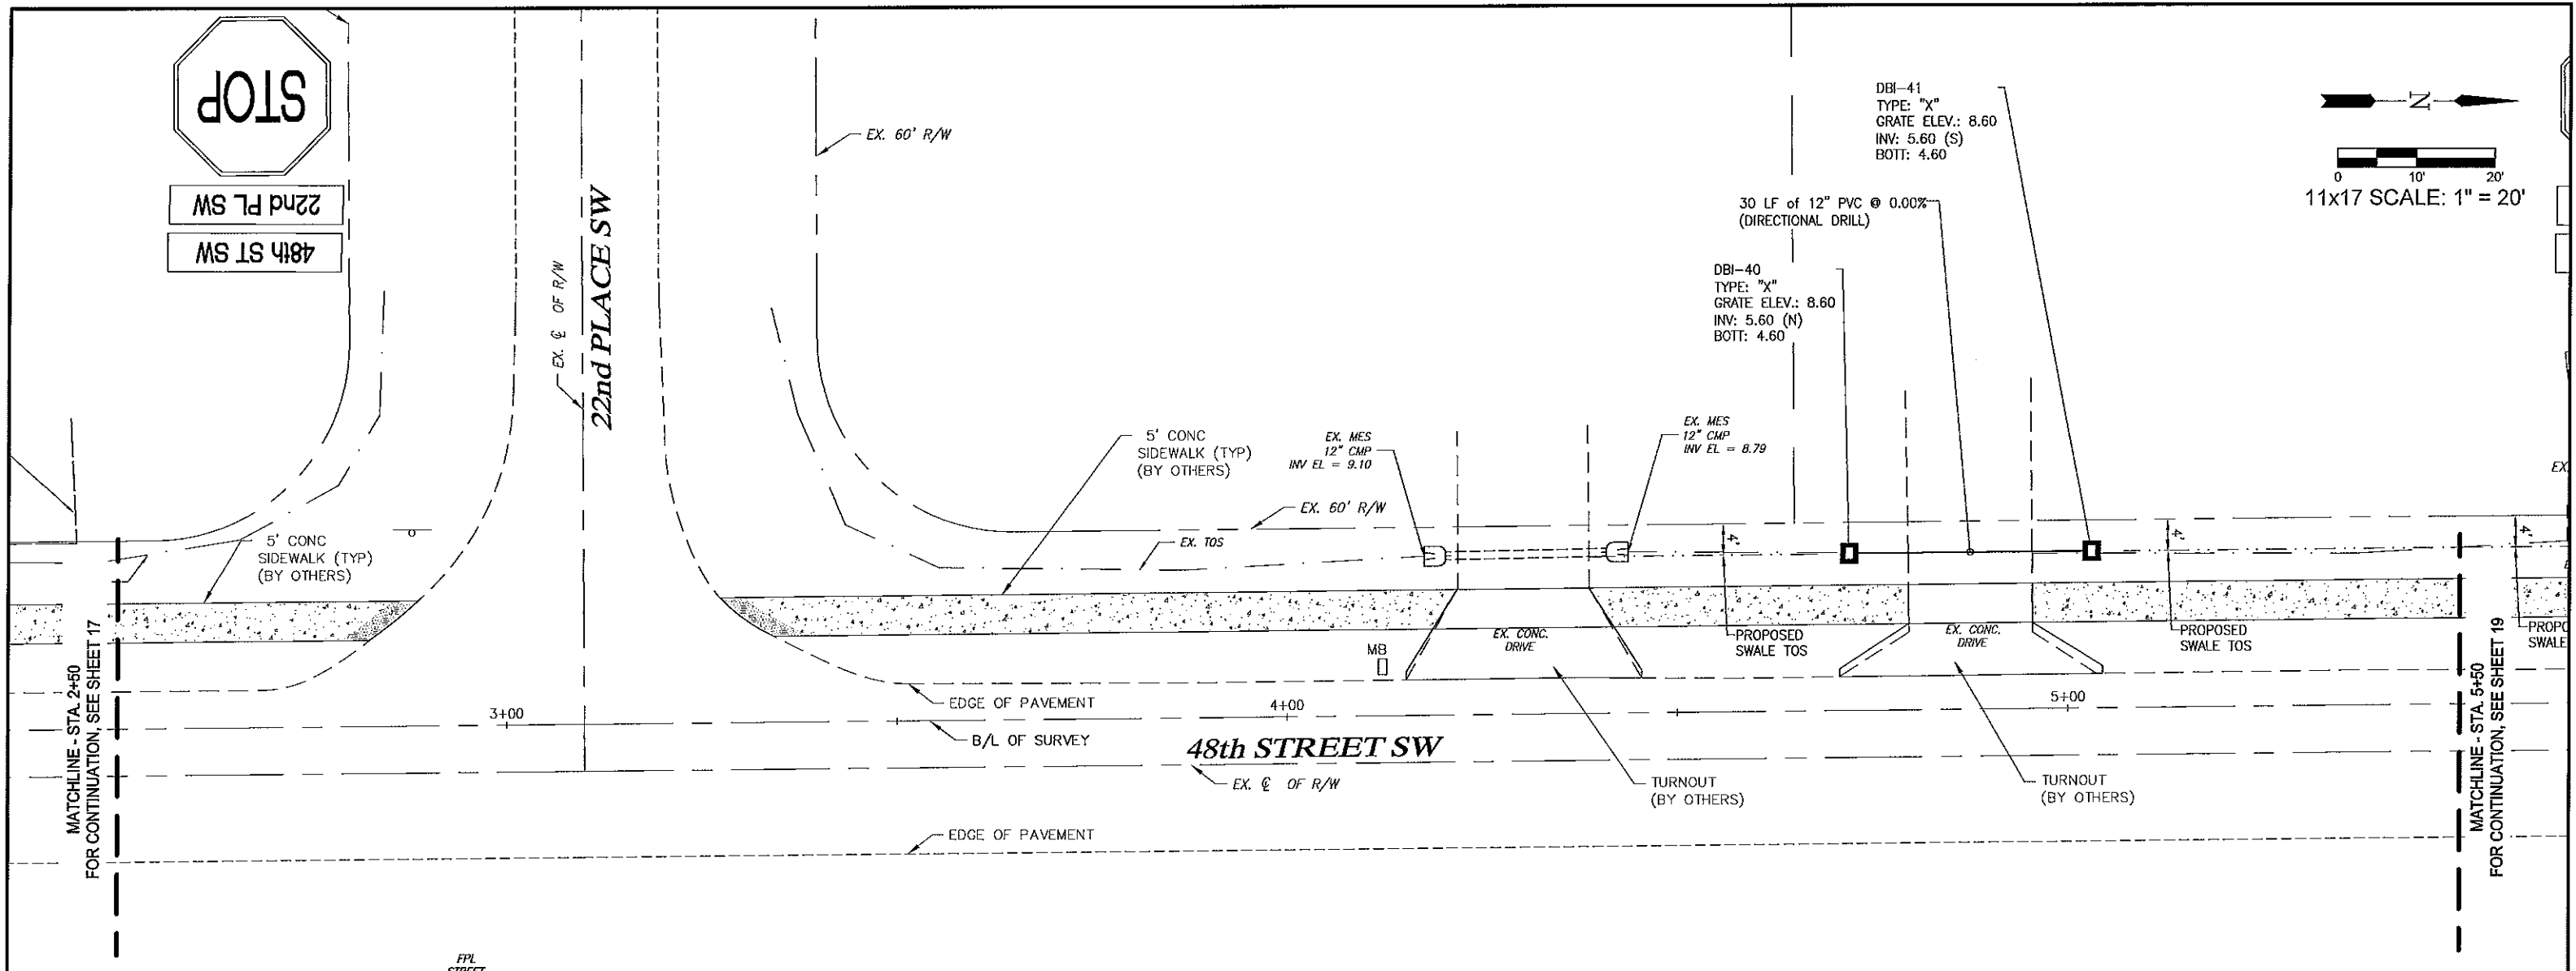 STOP
22nd PL SW
48th ST SW
EX. ℄ OF R/W
22nd PLACE SW
EX. 60' R/W
DBI-41
TYPE: "X"
GRATE ELEV.: 8.60
INV: 5.60 (S)
BOTT: 4.60
N
0 10' 20'
11x17 SCALE: 1" = 20'
30 LF of 12" PVC @ 0.00%
(DIRECTIONAL DRILL)
DBI-40
TYPE: "X"
GRATE ELEV.: 8.60
INV: 5.60 (N)
BOTT: 4.60
5' CONC
SIDEWALK (TYP)
(BY OTHERS)
EX. MES
12" CMP
INV EL = 9.10
EX. MES
12" CMP
INV EL = 8.79
EX.
EX. 60' R/W
EX. TOS
5' CONC
SIDEWALK (TYP)
(BY OTHERS)
4'
4'
4'
EX. CONC.
DRIVE
MB
PROPOSED
SWALE TOS
EX. CONC.
DRIVE
PROPOSED
SWALE TOS
PROPO
SWALE
MATCHLINE - STA. 2+50
FOR CONTINUATION, SEE SHEET 17
EDGE OF PAVEMENT
3+00
4+00
5+00
B/L OF SURVEY
48th STREET SW
EX. ℄ OF R/W
TURNOUT
(BY OTHERS)
TURNOUT
(BY OTHERS)
MATCHLINE - STA. 5+50
FOR CONTINUATION, SEE SHEET 19
EDGE OF PAVEMENT
FPL
STREET